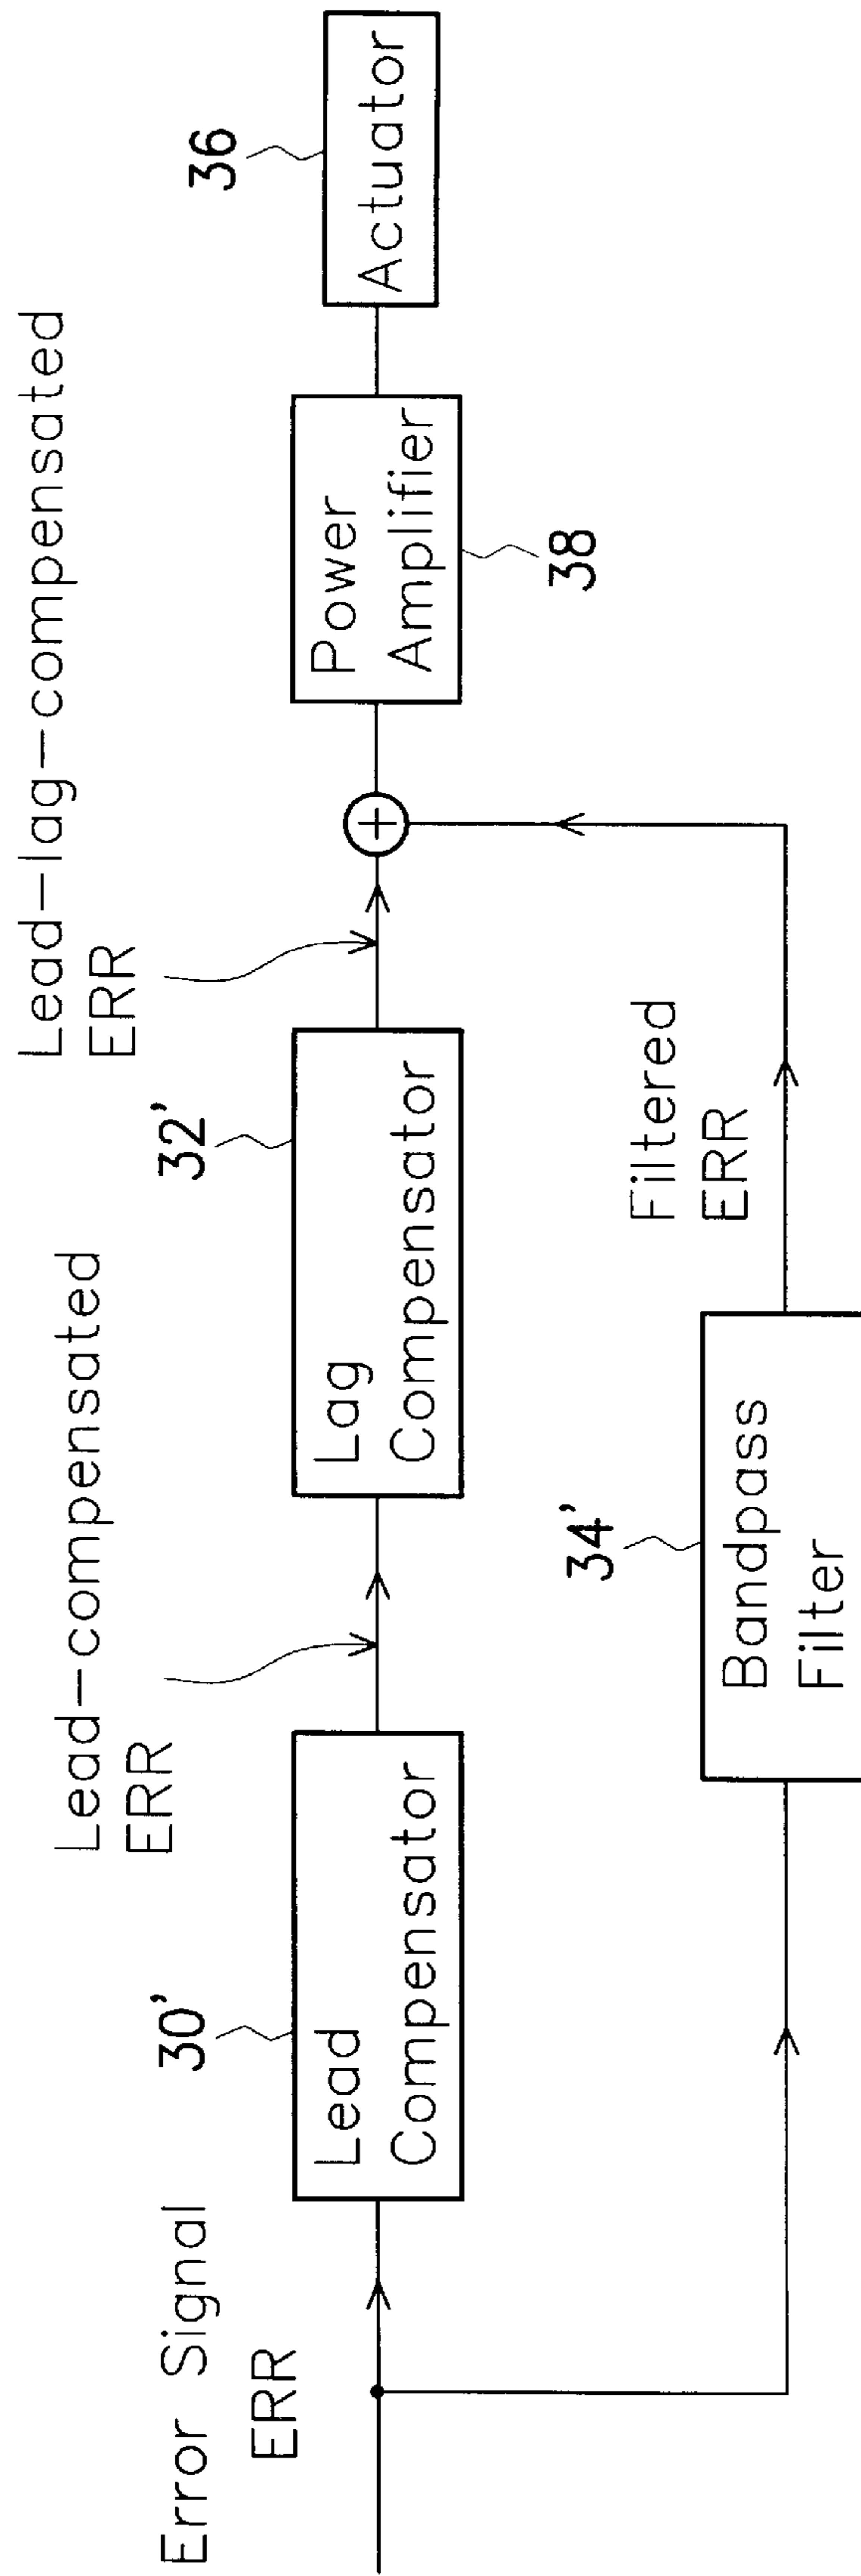 Error Signal
ERR
30’
Lead
Compensator
Lead-compensated
ERR
32’
Lag
Compensator
Lead-lag-compensated
ERR
+
Power
Amplifier
38
36
Actuator
34’
Bandpass
Filter
Filtered
ERR